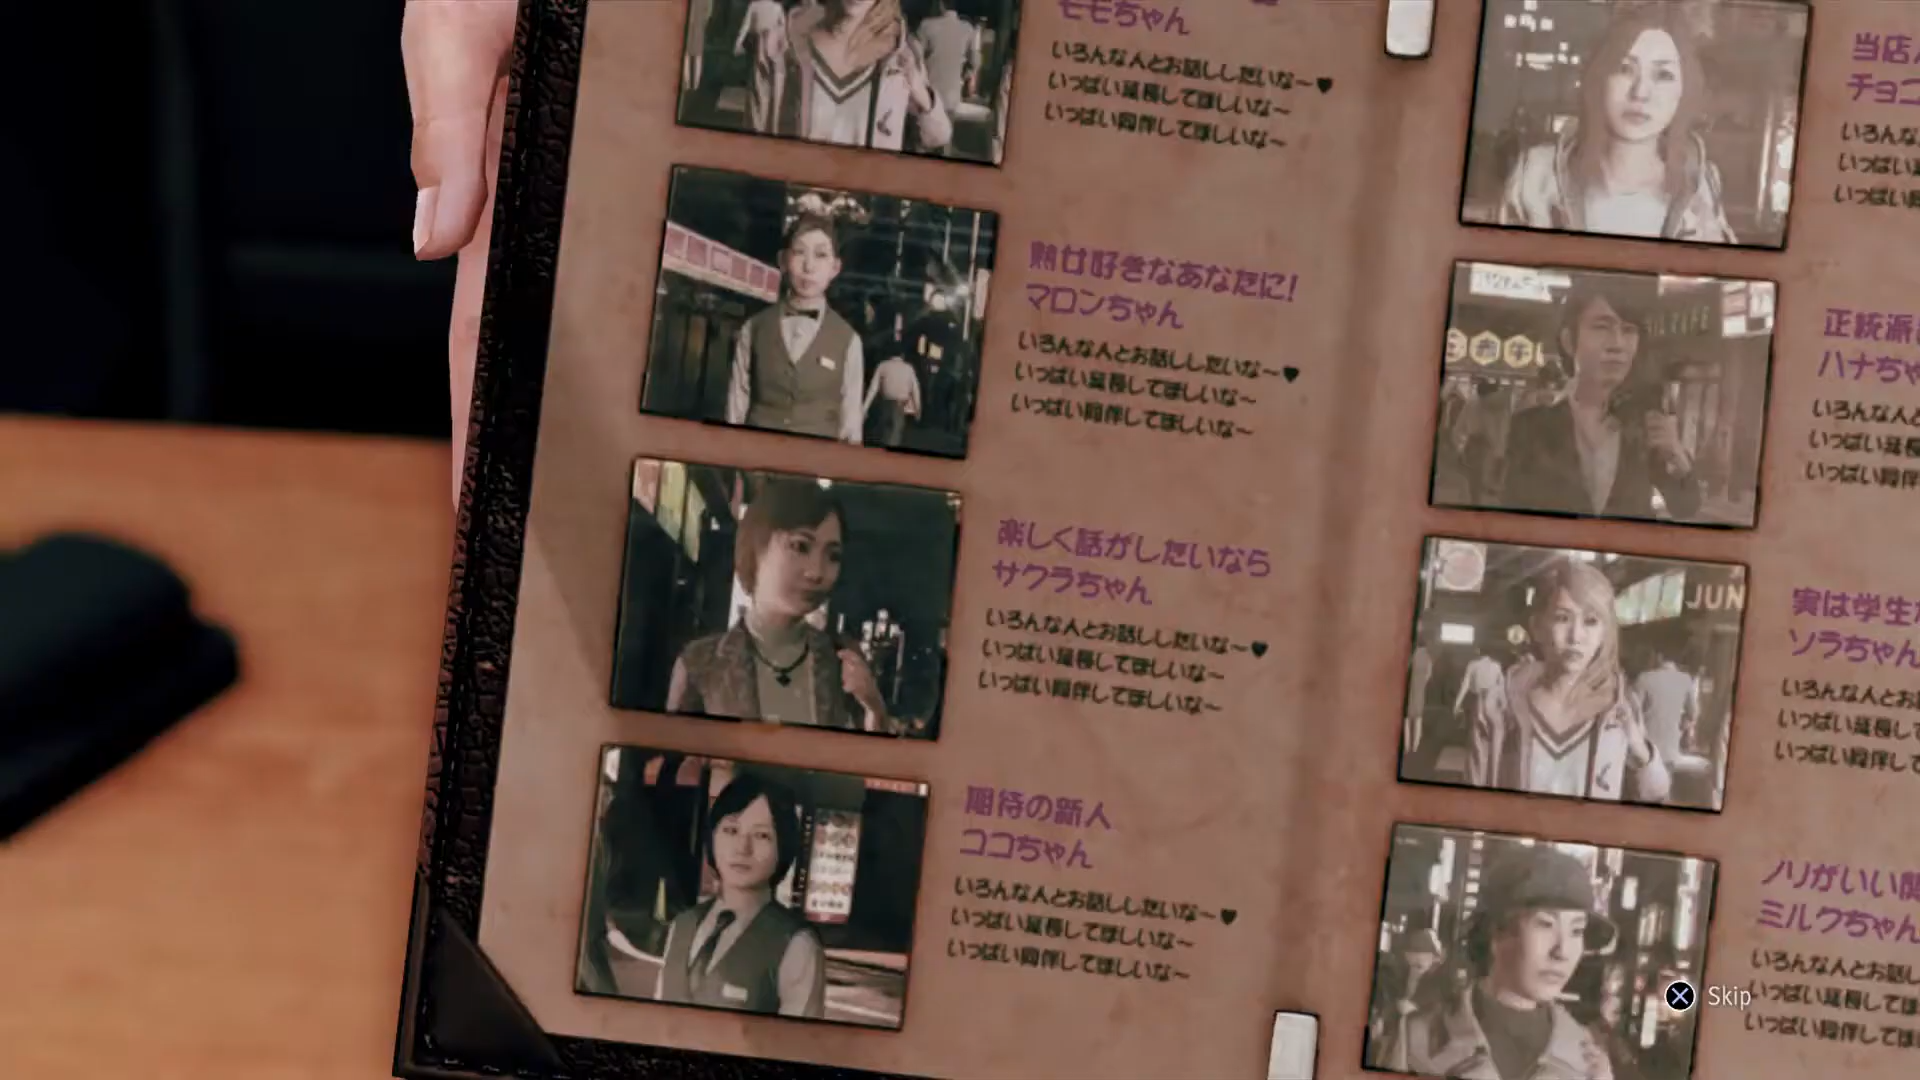 モモちゃん
いろんな人とお話ししたいな～♥
いっぱい延長してほしいな～
いっぱい同伴してほしいな～
熟女好きなあなたに!
マロンちゃん
いろんな人とお話ししたいな～♥
いっぱい延長してほしいな～
いっぱい同伴してほしいな～
楽しく話がしたいなら
サクラちゃん
いろんな人とお話ししたいな～♥
いっぱい延長してほしいな～
いっぱい同伴してほしいな～
期待の新人
ココちゃん
いろんな人とお話ししたいな～♥
いっぱい延長してほしいな～
いっぱい同伴してほしいな～
当店
チョコ
いろんな
いっぱい
いっぱい
正統派
ハナちゃ
いろんな人と
いっぱい延長
いっぱい同伴
JUN
実は学生
ソラちゃん
いろんな人とお
いっぱい延長して
いっぱい同伴して
ノリがいい
ミルクちゃん
いろんな人とお話し
いっぱい延長してほ
いっぱい同伴してほ
Skip